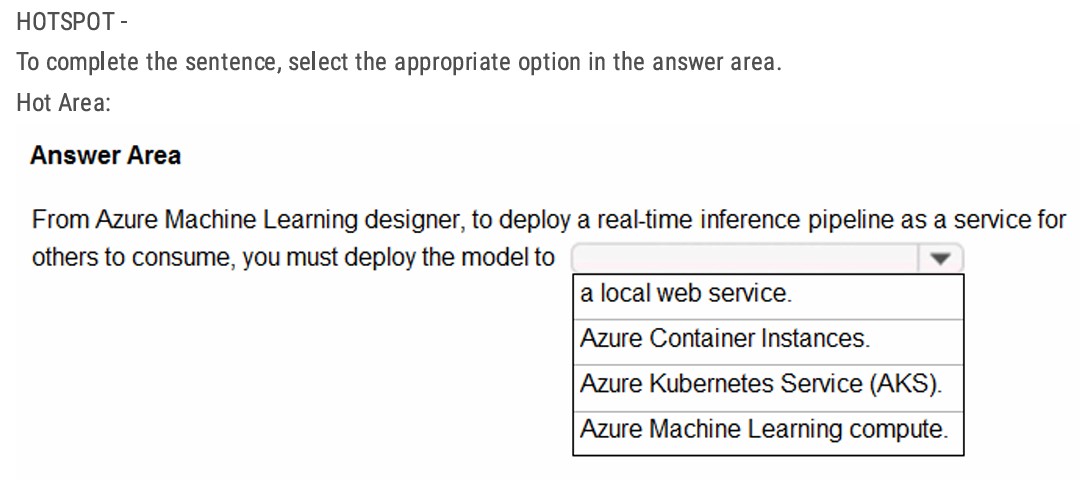 HOTSPOT -
To complete the sentence, select the appropriate option in the answer area.
Hot Area:
Answer Area
From Azure Machine Learning designer, to deploy a real-time inference pipeline as a service for
others to consume, you must deploy the model to
a local web service.
Azure Container Instances.
Azure Kubernetes Service (AKS).
Azure Machine Learning compute.